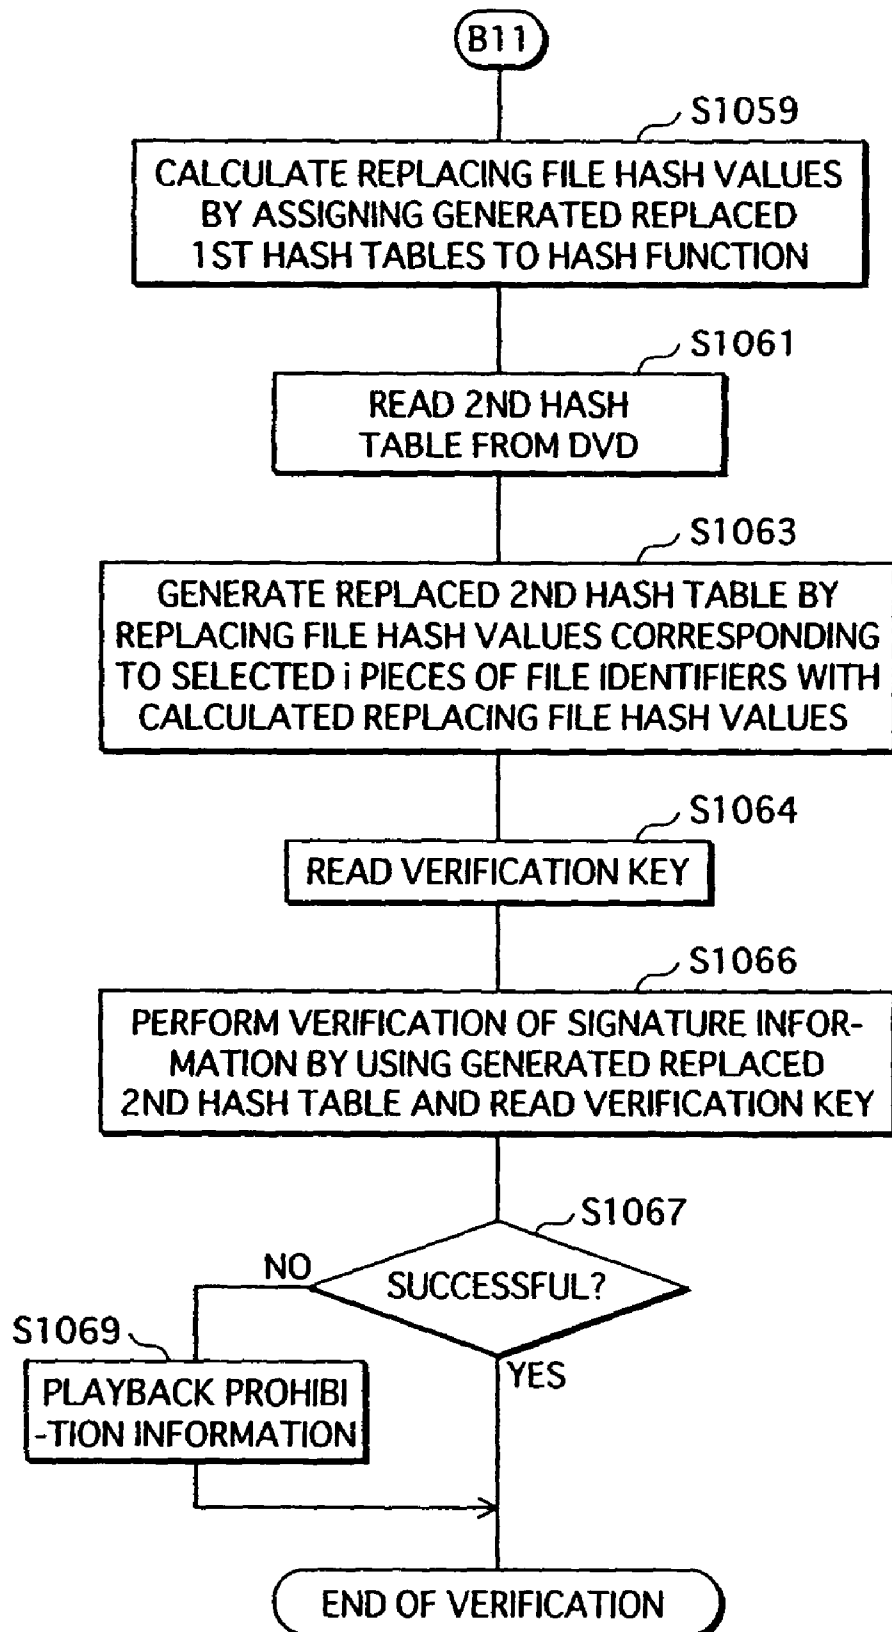 B11
S1059
CALCULATE REPLACING FILE HASH VALUES
BY ASSIGNING GENERATED REPLACED
1ST HASH TABLES TO HASH FUNCTION
S1061
READ 2ND HASH
TABLE FROM DVD
S1063
GENERATE REPLACED 2ND HASH TABLE BY
REPLACING FILE HASH VALUES CORRESPONDING
TO SELECTED i PIECES OF FILE IDENTIFIERS WITH
CALCULATED REPLACING FILE HASH VALUES
S1064
READ VERIFICATION KEY
S1066
PERFORM VERIFICATION OF SIGNATURE INFOR-
MATION BY USING GENERATED REPLACED
2ND HASH TABLE AND READ VERIFICATION KEY
S1067
NO
SUCCESSFUL?
S1069
YES
PLAYBACK PROHIBI
-TION INFORMATION
END OF VERIFICATION